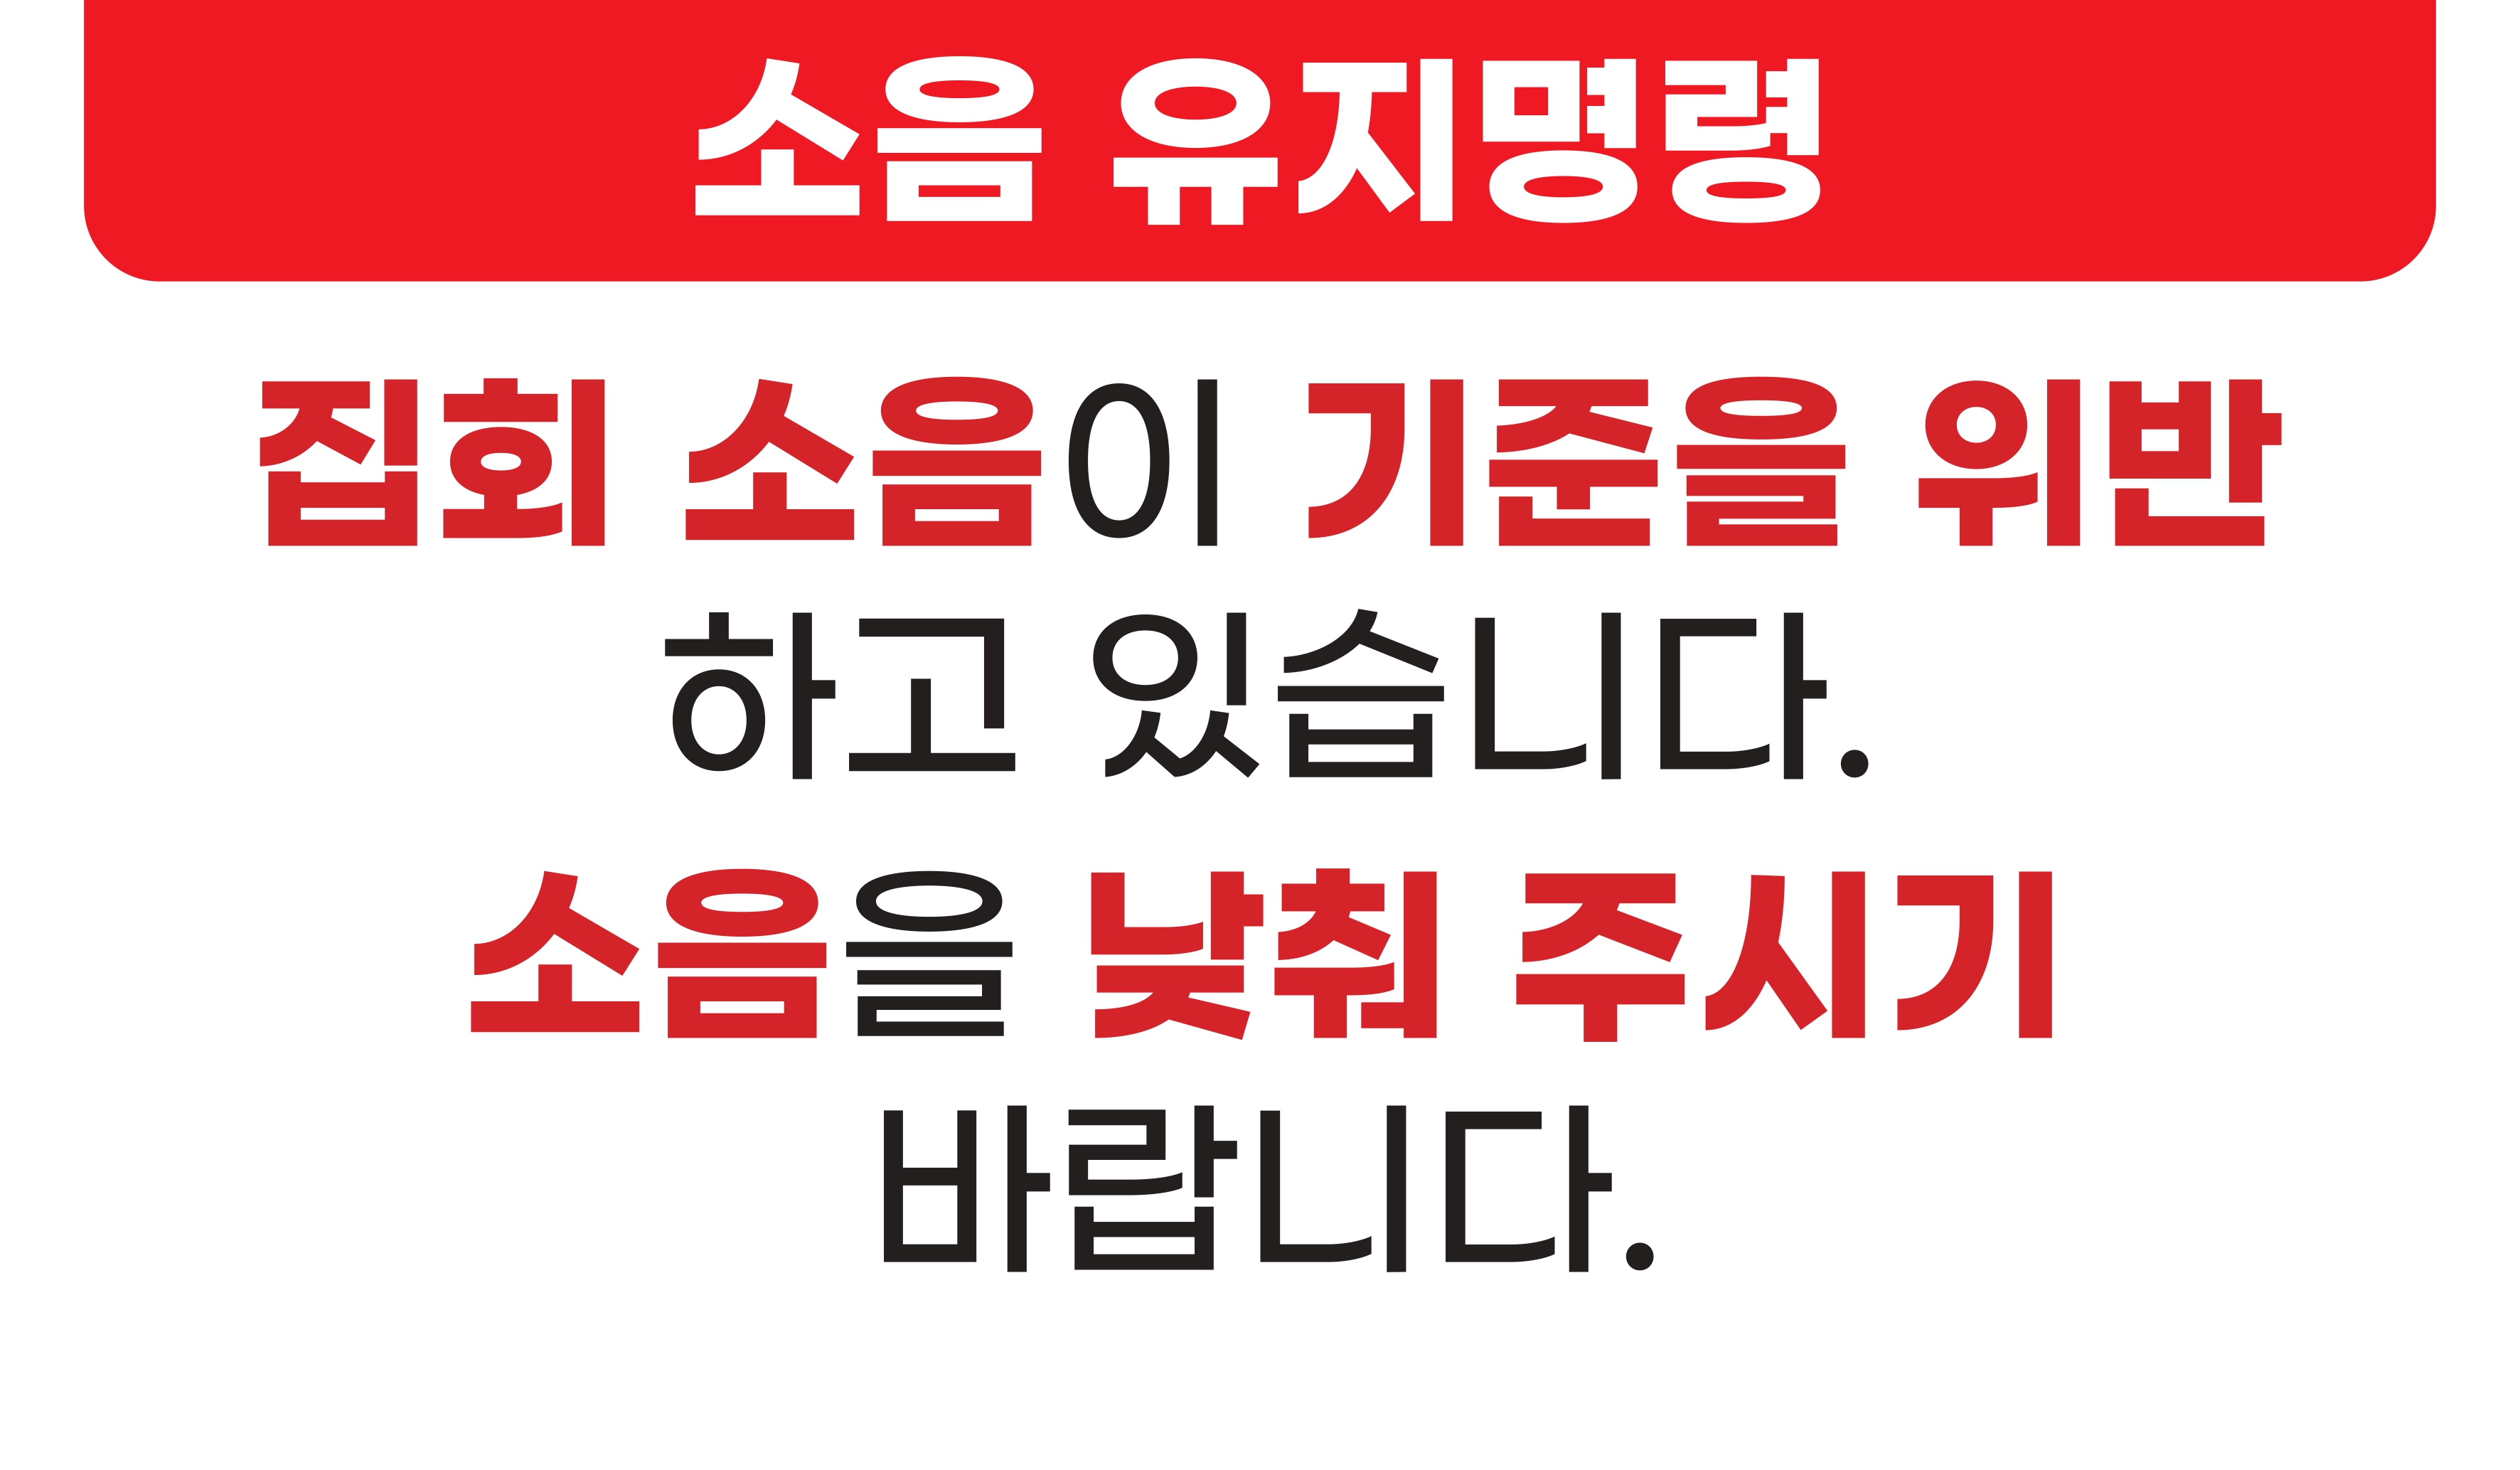 소음 유지명령
집회 소음이 기준을 위반
하고 있습니다.
소음을 낮춰 주시기
바랍니다.